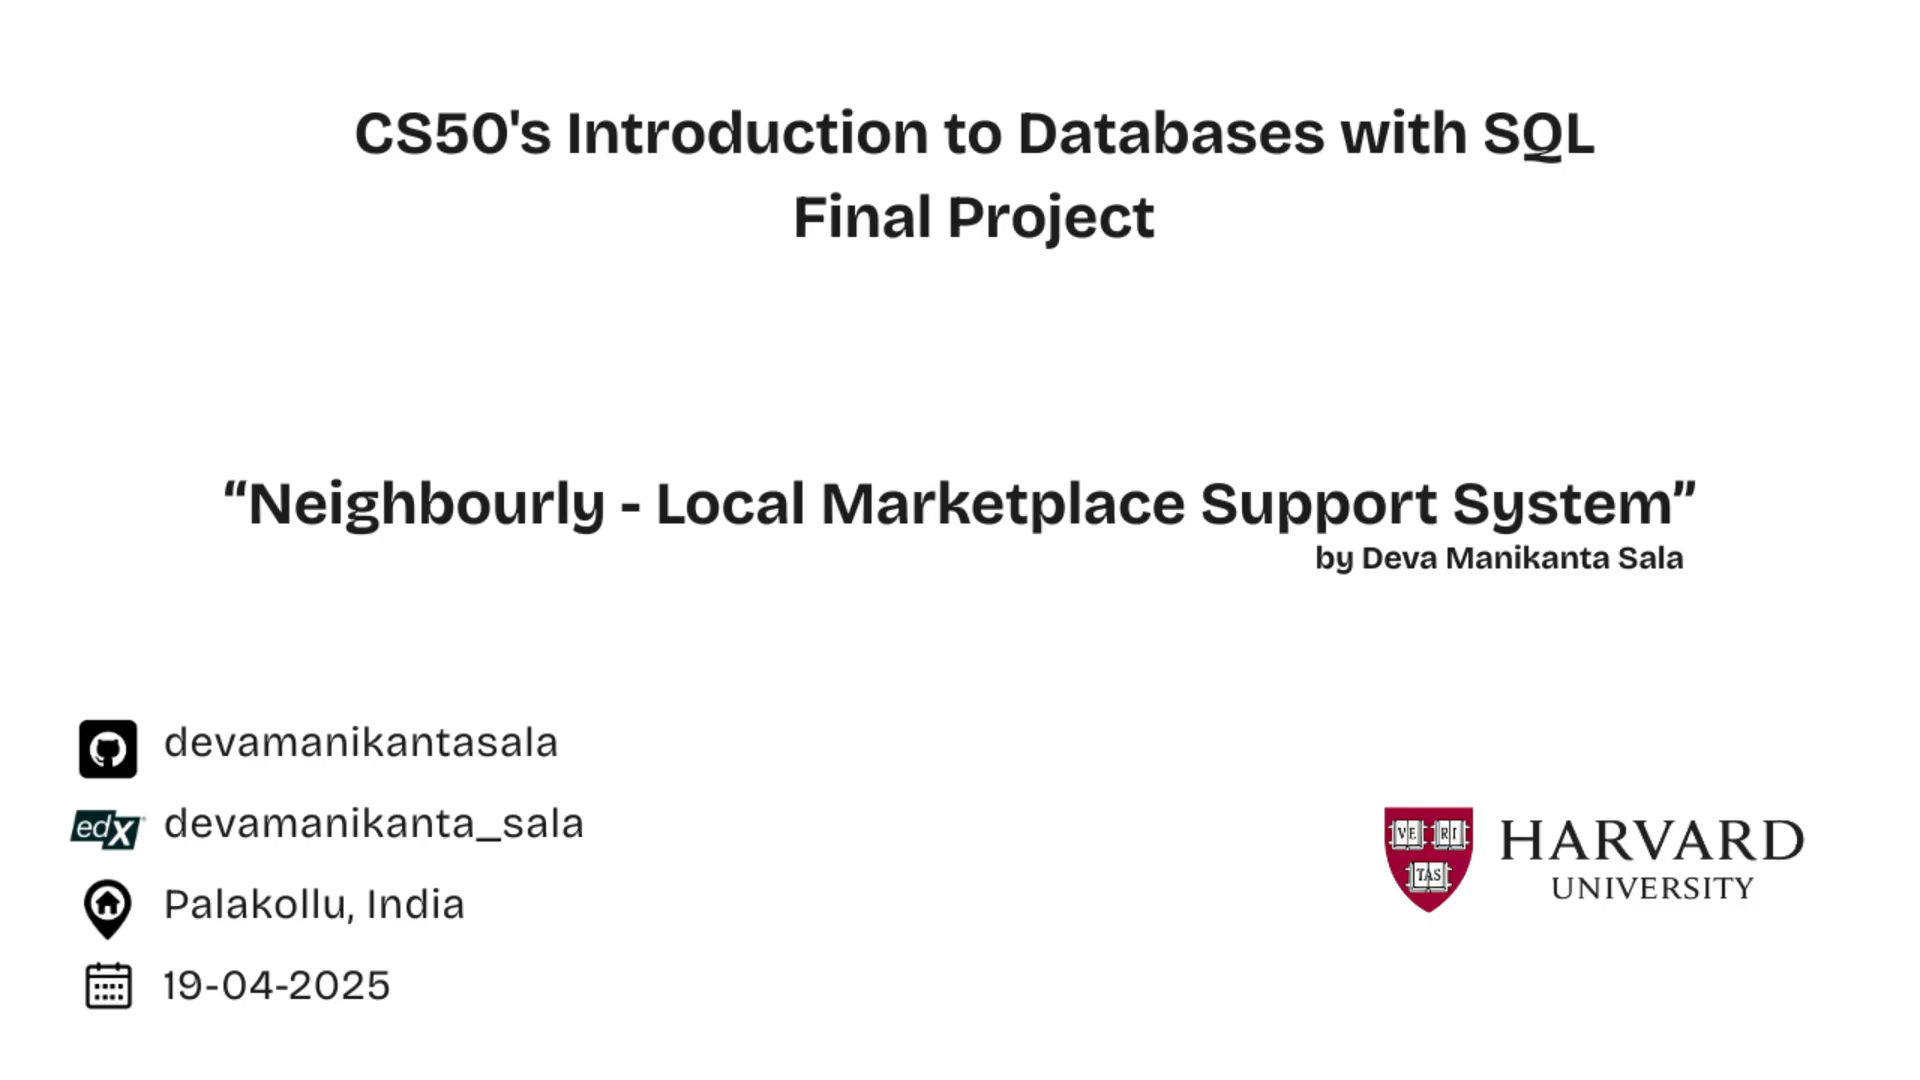 CS50's Introduction to Databases with SQL
Final Project
“Neighbourly - Local Marketplace Support System”
by Deva Manikanta Sala
devamanikantasala
edX devamanikanta_sala
Palakollu, India
19-04-2025
VE RI
TAS
HARVARD
UNIVERSITY